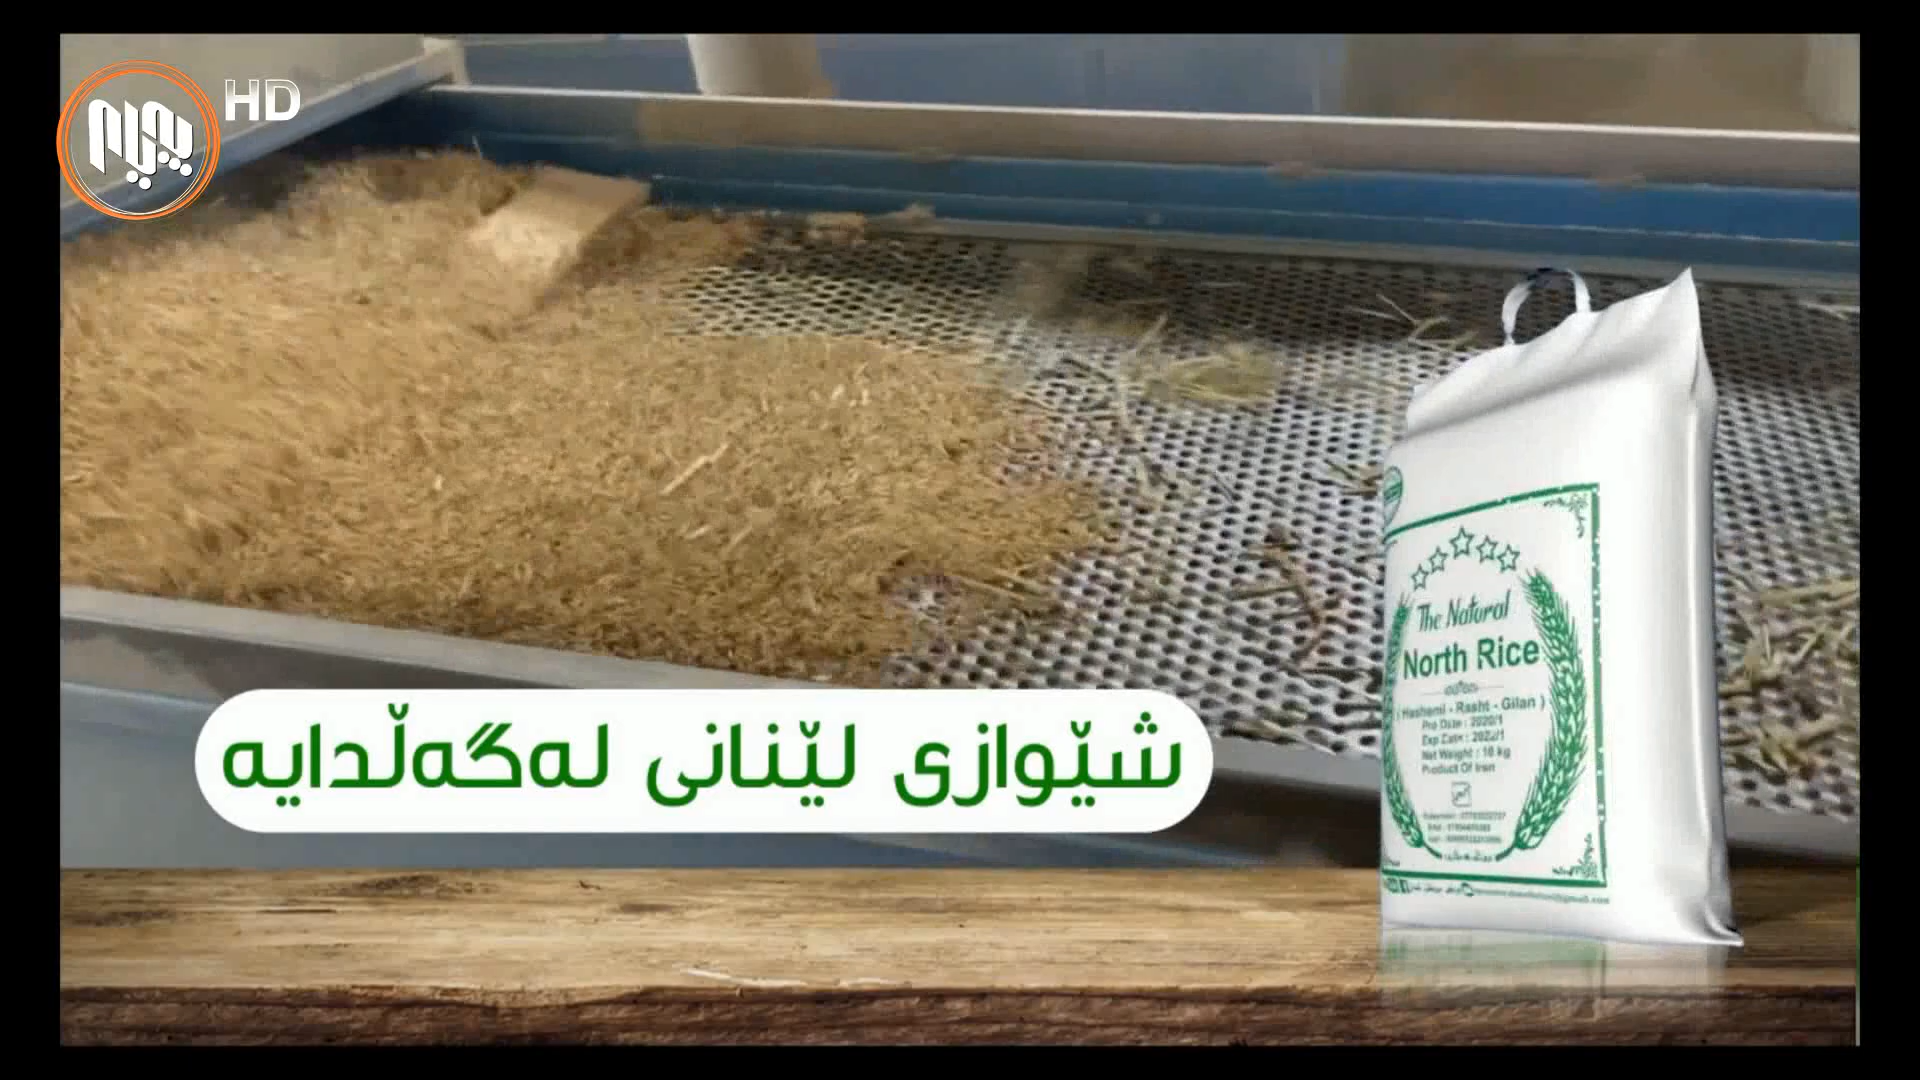 پەیام
HD
The Natural
North Rice
( Hashemi - Rasht - Gilan )
Pro Date : 2020/1
Exp Date : 2022/1
Net Weight : 10 kg
Product Of Iran
شێوازی لێنانی لەگەڵدایە